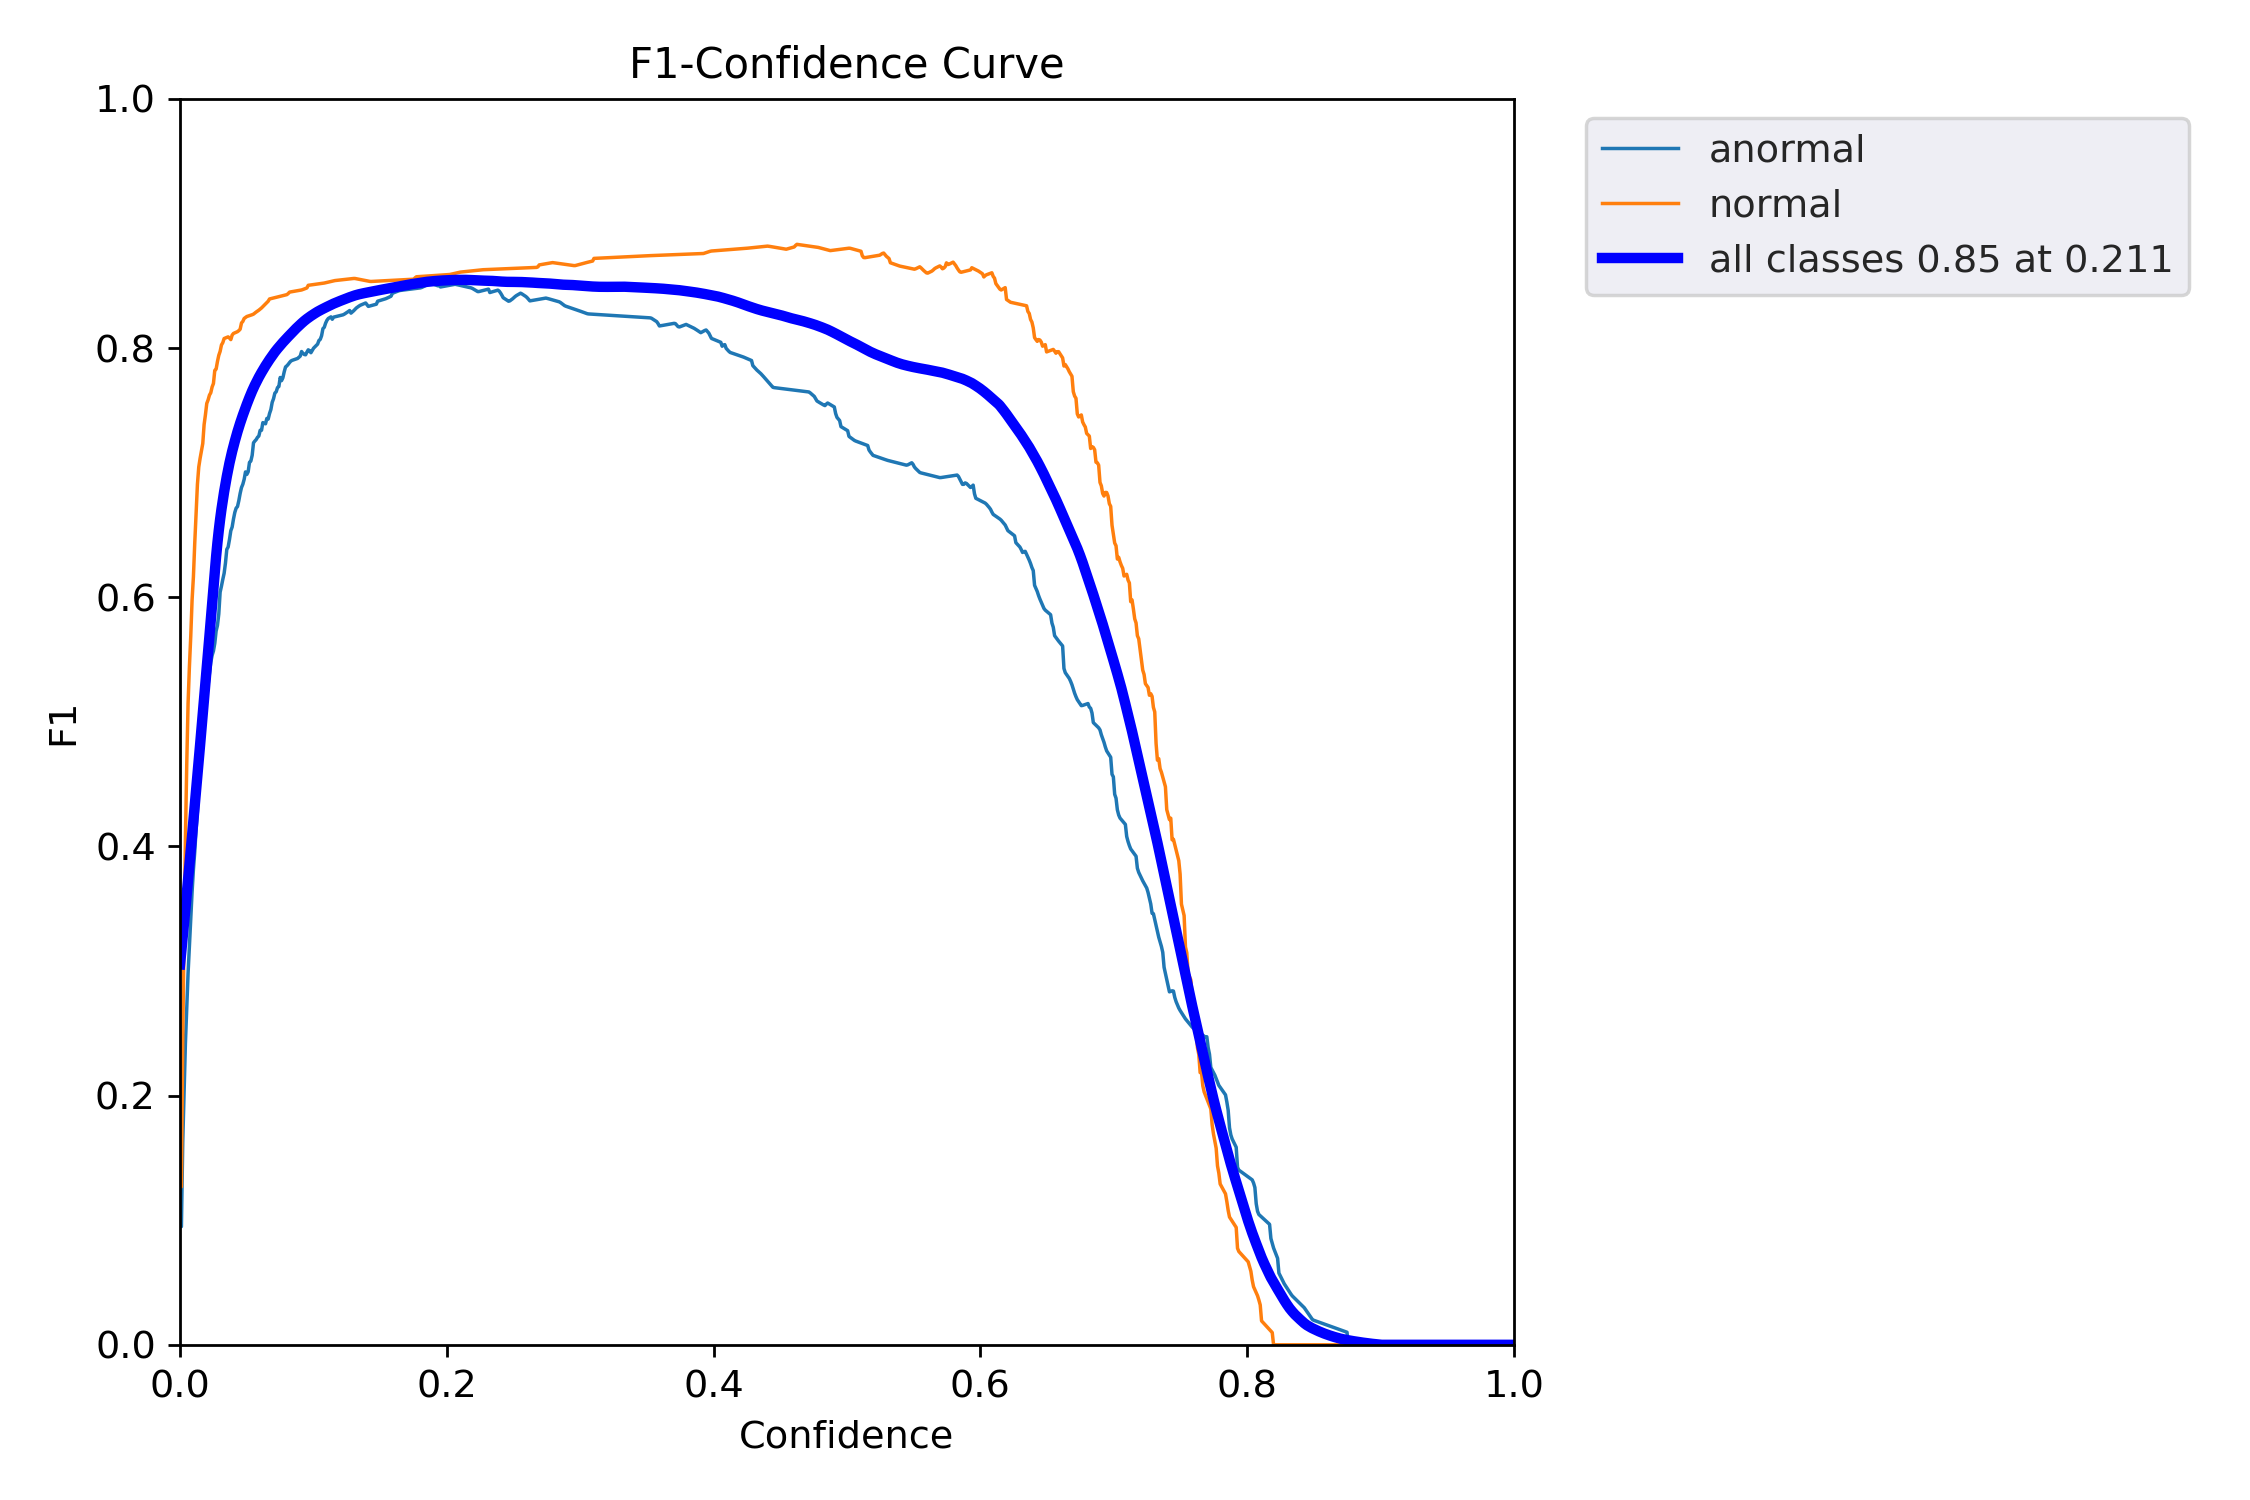 F1-Confidence Curve
1.0
0.8
0.6
0.4
0.2
0.0
F1
0.0 0.2 0.4 0.6 0.8 1.0
Confidence
anormal
normal
all classes 0.85 at 0.211